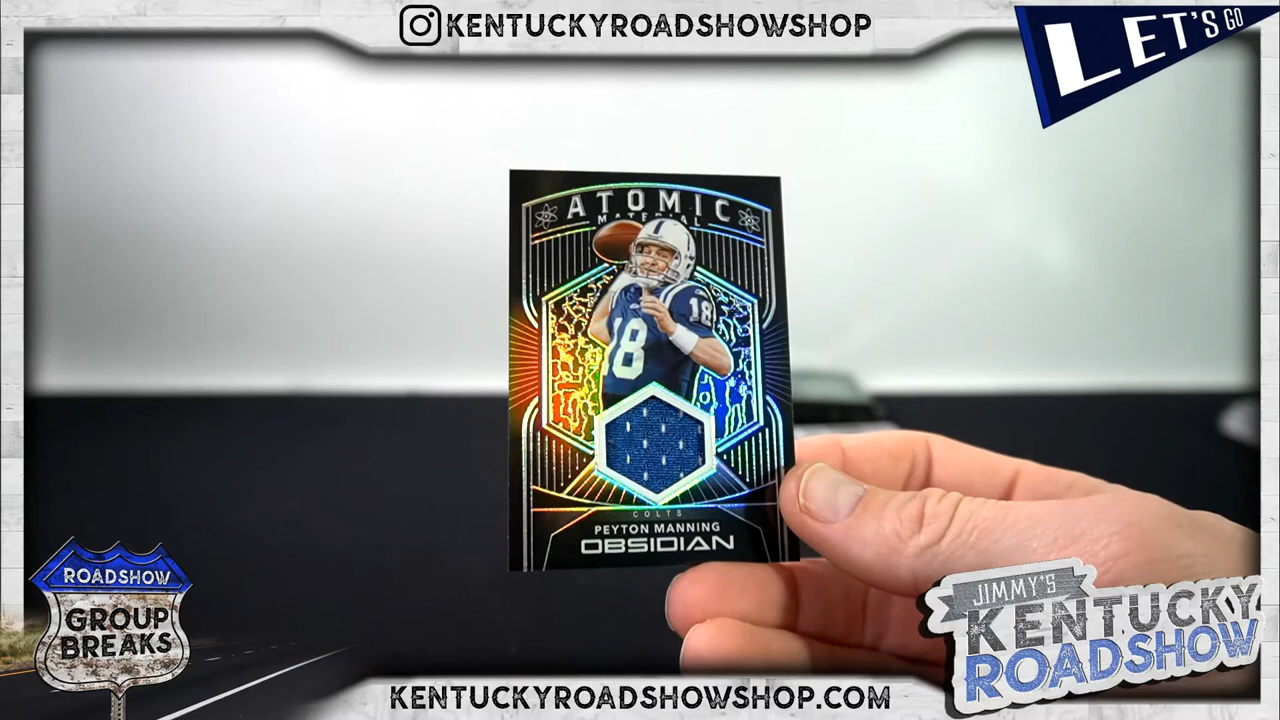 KENTUCKYROADSHOWSHOP
LET'S GO
ATOMIC
MATERIAL
18
18
COLTS
PEYTON MANNING
OBSIDIAN
ROADSHOW
GROUP
BREAKS
JIMMY'S
KENTUCKY
ROADSHOW
KENTUCKYROADSHOWSHOP.COM